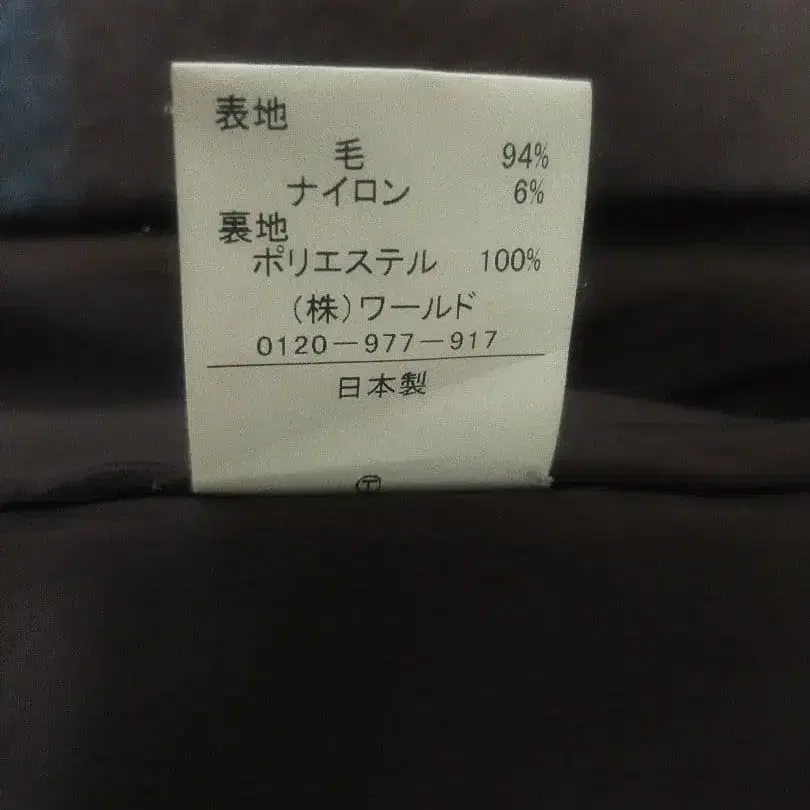 表地
毛 94%
ナイロン 6%
裏地
ポリエステル 100%
(株)ワールド
0120-977-917
日本製